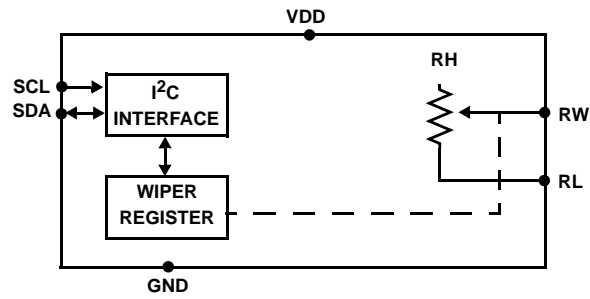 VDD
RH
SCL
SDA
I²C
INTERFACE
RW
RL
WIPER
REGISTER
GND